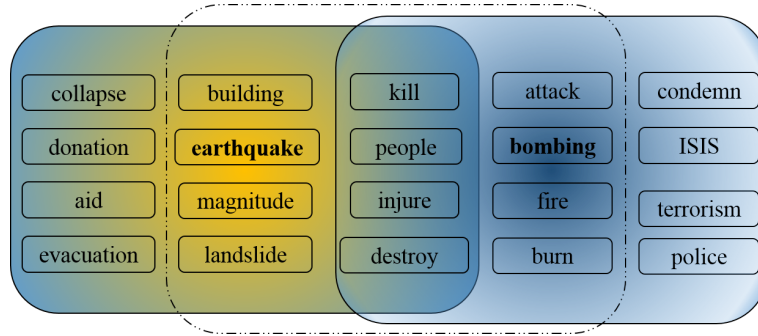 collapse building kill attack condemn
donation earthquake people bombing ISIS
aid magnitude injure fire terrorism
evacuation landslide destroy burn police